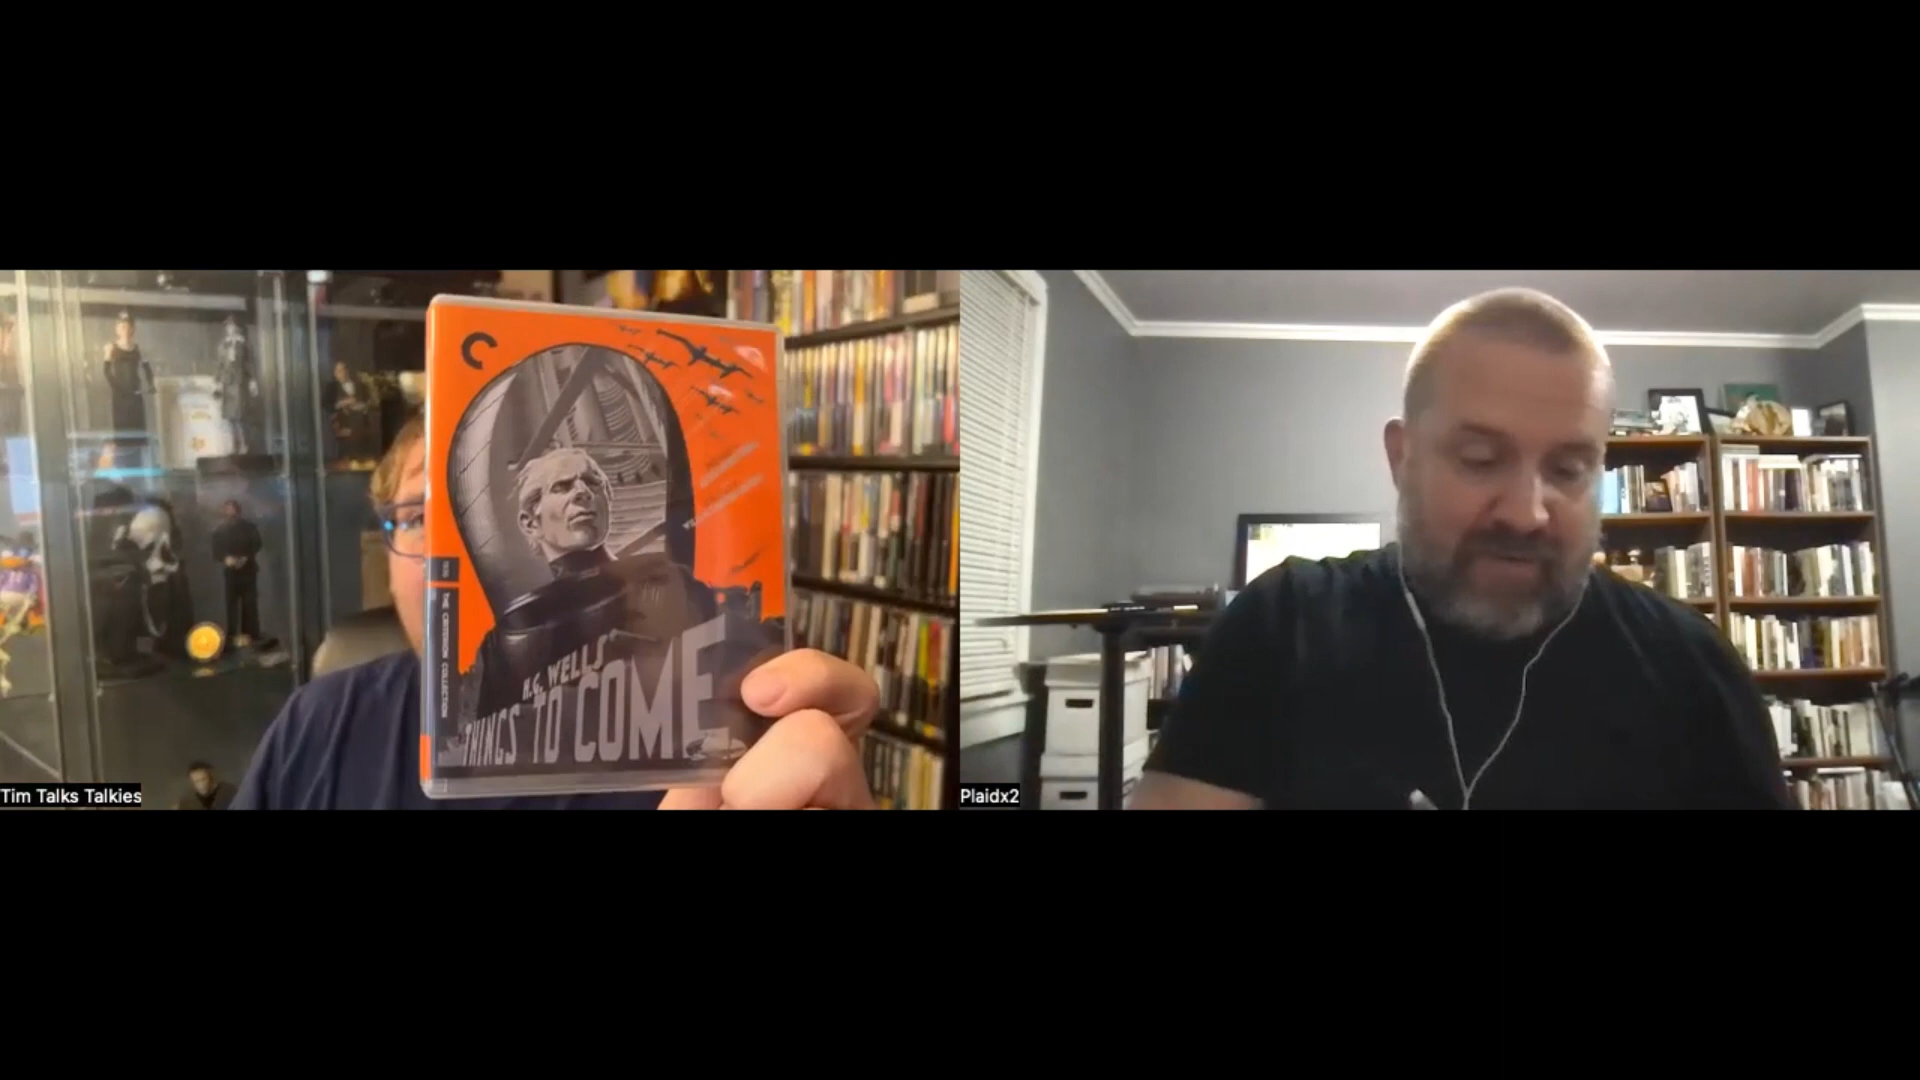 H.G. WELLS'
THINGS TO COME
THE CRITERION COLLECTION
Tim Talks Talkies
Plaidx2